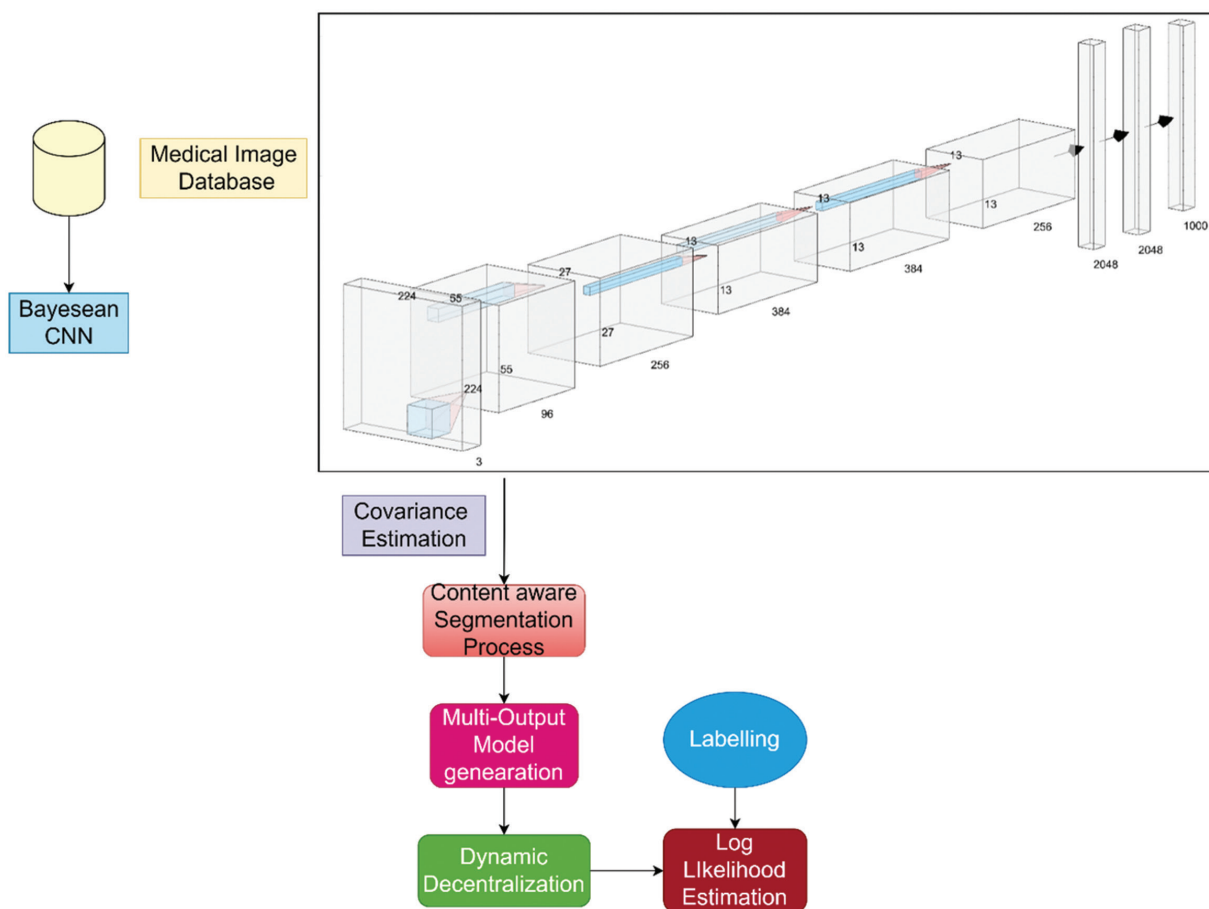 Medical Image
Database
Bayesean
CNN
224
55
27
13
13
13
224
55
27
13
13
13
3
96
256
384
384
256
2048
2048
1000
Covariance
Estimation
Content aware
Segmentation
Process
Multi-Output
Model
genearation
Labelling
Dynamic
Decentralization
Log
LIkelihood
Estimation